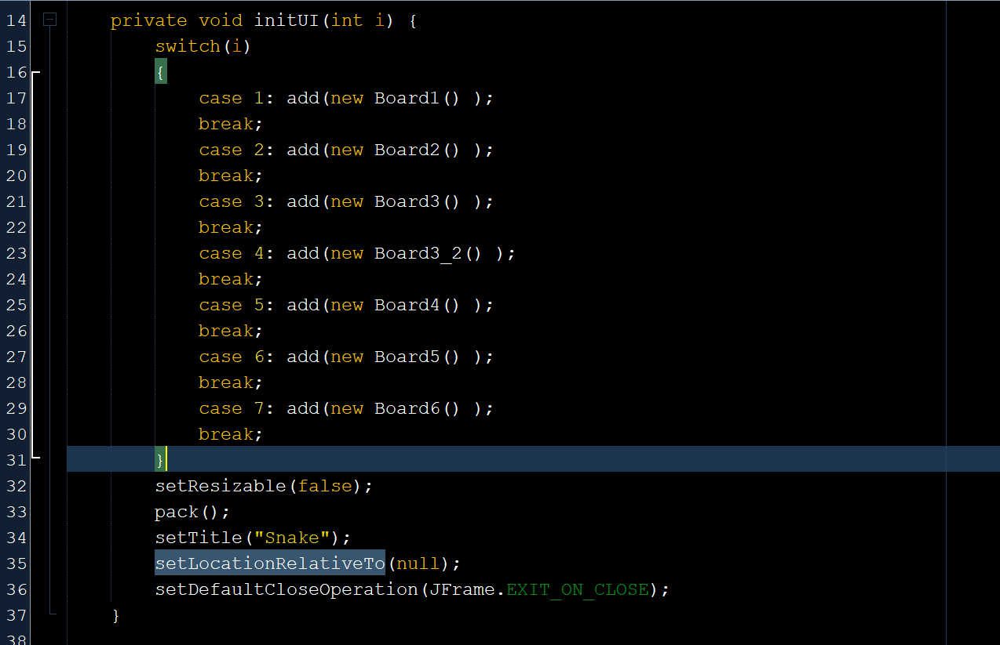 14 private void initUI(int i) {
15 switch(i)
16 {
17 case 1: add(new Board1() );
18 break;
19 case 2: add(new Board2() );
20 break;
21 case 3: add(new Board3() );
22 break;
23 case 4: add(new Board3_2() );
24 break;
25 case 5: add(new Board4() );
26 break;
27 case 6: add(new Board5() );
28 break;
29 case 7: add(new Board6() );
30 break;
31 }
32 setResizable(false);
33 pack();
34 setTitle("Snake");
35 setLocationRelativeTo(null);
36 setDefaultCloseOperation(JFrame.EXIT_ON_CLOSE);
37 }
38